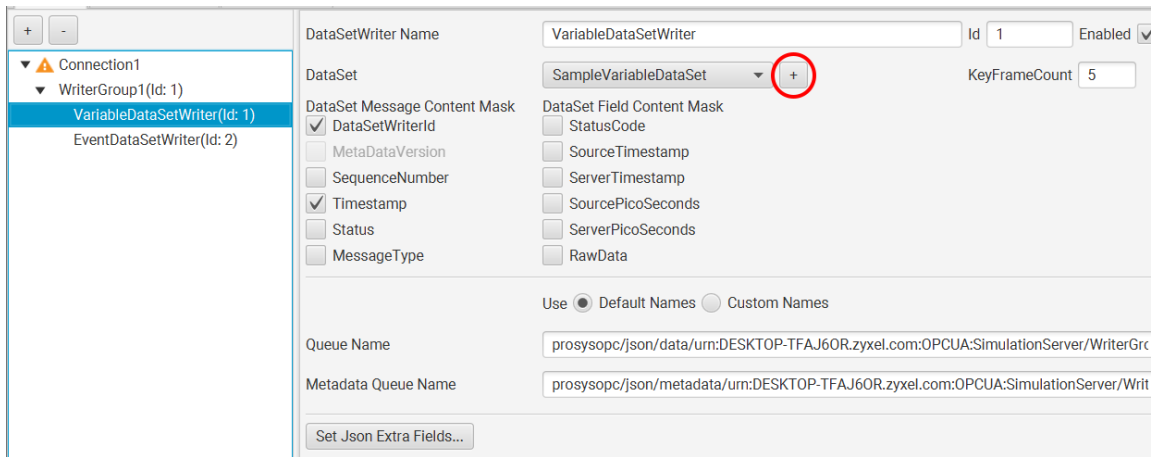 + -
Connection1
WriterGroup1(Id: 1)
VariableDataSetWriter(Id: 1)
EventDataSetWriter(Id: 2)
DataSetWriter Name VariableDataSetWriter Id 1 Enabled
DataSet SampleVariableDataSet + KeyFrameCount 5
DataSet Message Content Mask DataSet Field Content Mask
DataSetWriterId StatusCode
MetaDataVersion SourceTimestamp
SequenceNumber ServerTimestamp
Timestamp SourcePicoSeconds
Status ServerPicoSeconds
MessageType RawData
Use Default Names Custom Names
Queue Name prosysopc/json/data/urn:DESKTOP-TFAJ6OR.zyxel.com:OPCUA:SimulationServer/WriterGrc
Metadata Queue Name prosysopc/json/metadata/urn:DESKTOP-TFAJ6OR.zyxel.com:OPCUA:SimulationServer/Writ
Set Json Extra Fields...